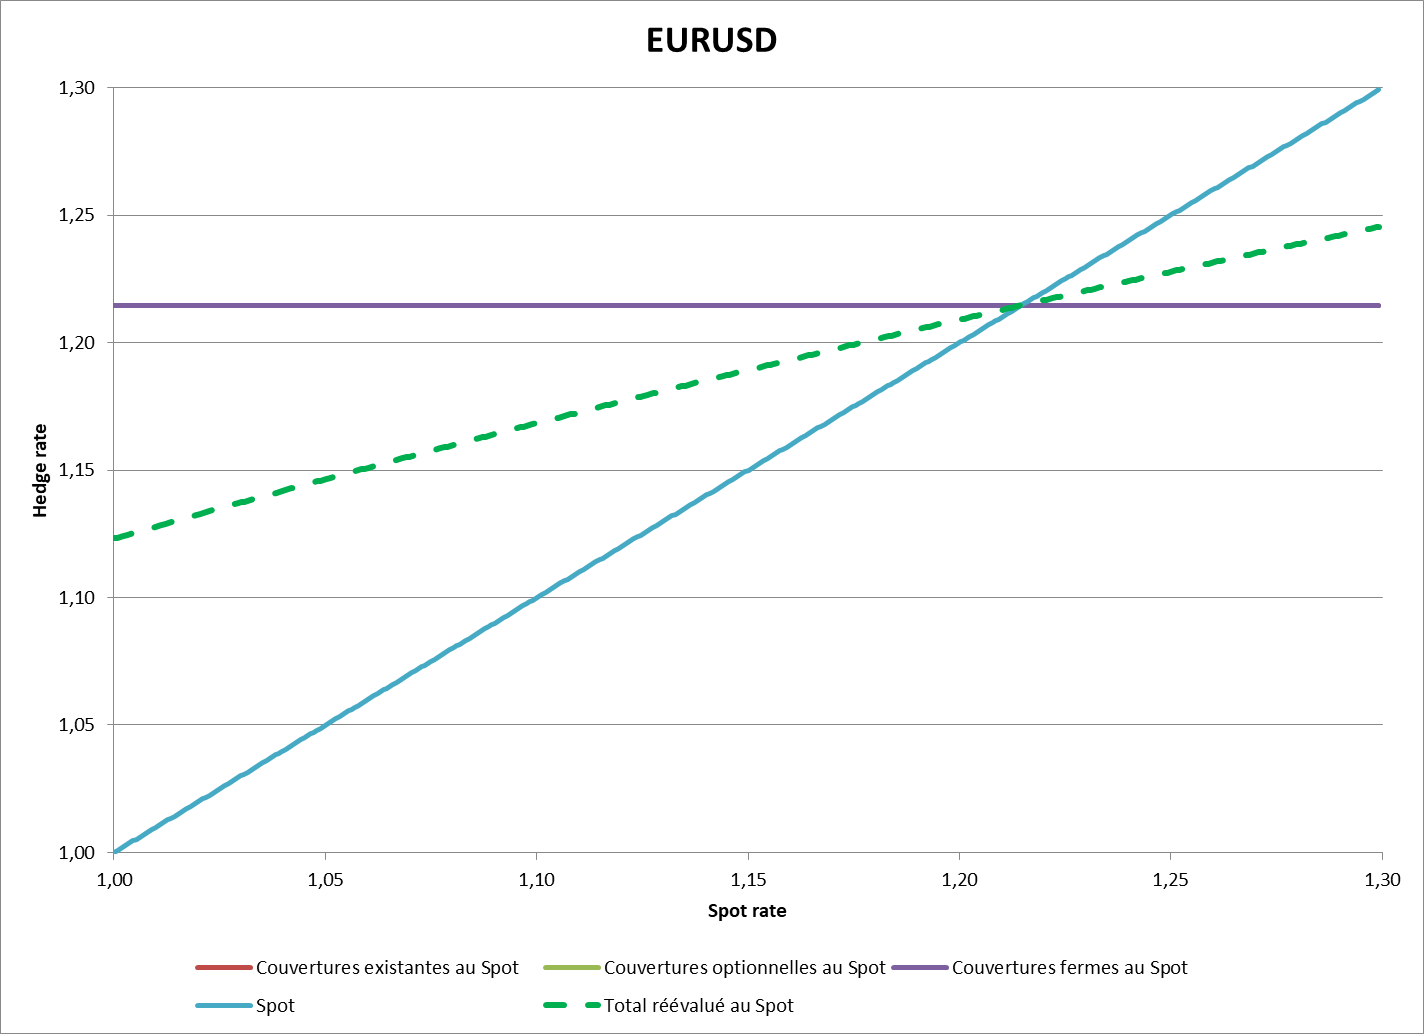 EURUSD
1,30
1,25
1,20
1,15
1,10
1,05
1,00
Hedge rate
1,00 1,05 1,10 1,15 1,20 1,25 1,30
Spot rate
Couvertures existantes au Spot Couvertures optionnelles au Spot Couvertures fermes au Spot
Spot Total réévalué au Spot